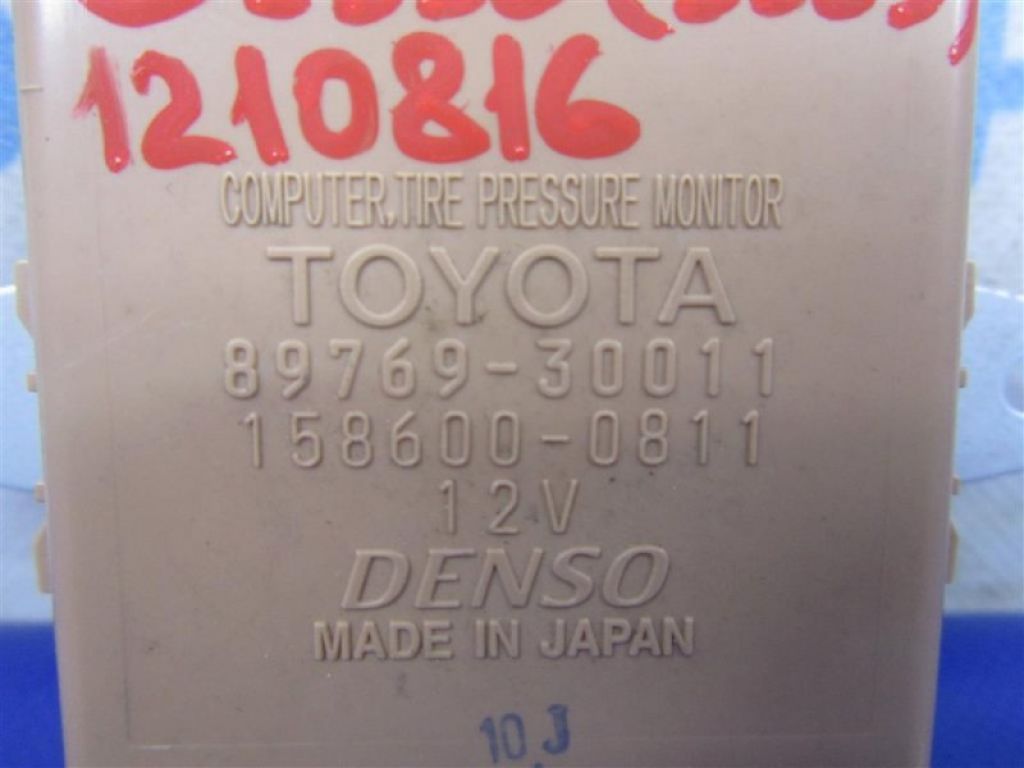 1210816
COMPUTER,TIRE PRESSURE MONITOR
TOYOTA
89769-30011
158600-0811
12V
DENSO
MADE IN JAPAN
10J